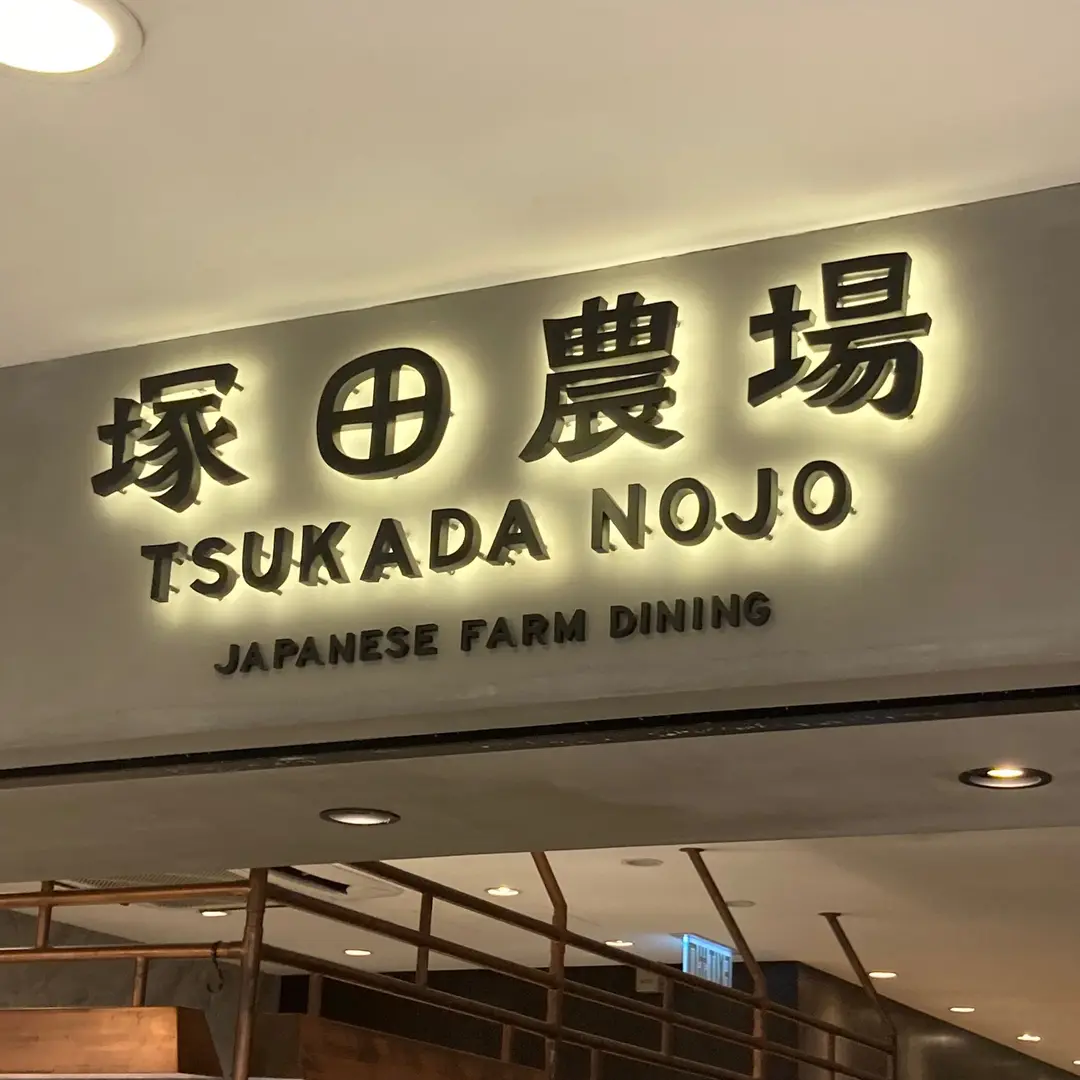 塚田農場
TSUKADA NOJO
JAPANESE FARM DINING